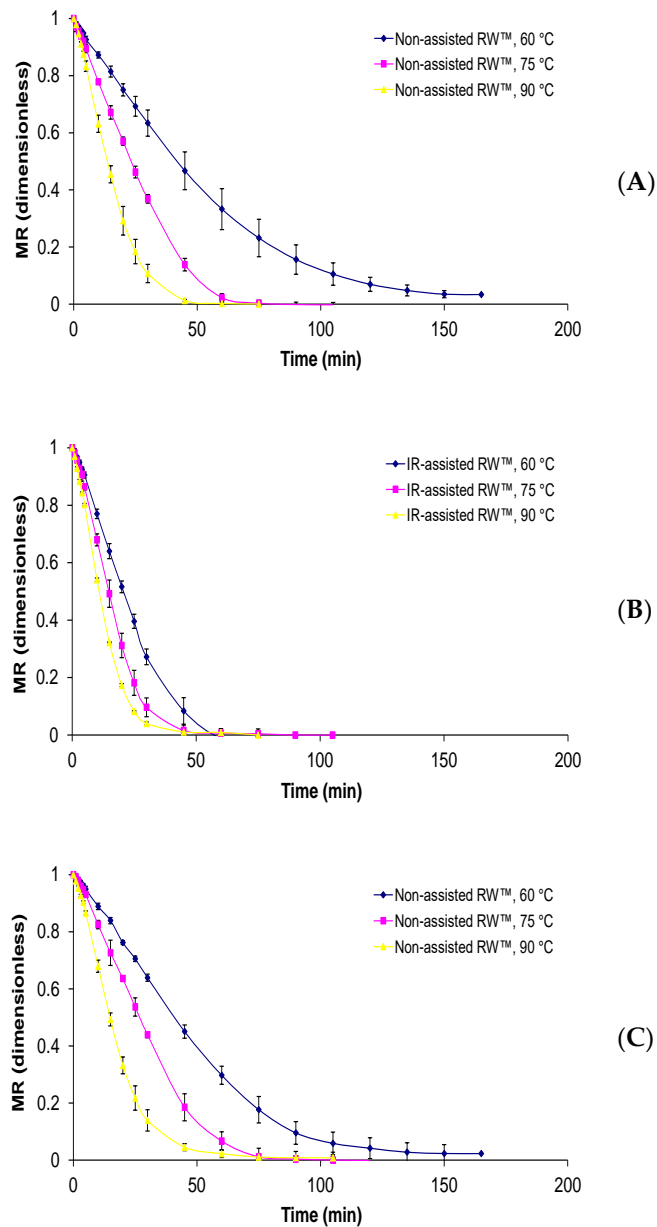 1
0.8
0.6
0.4
0.2
0
MR (dimensionless)
Non-assisted RW™, 60 °C
Non-assisted RW™, 75 °C
Non-assisted RW™, 90 °C
(A)
0 50 100 150 200
Time (min)
1
0.8
0.6
0.4
0.2
0
MR (dimensionless)
IR-assisted RW™, 60 °C
IR-assisted RW™, 75 °C
IR-assisted RW™, 90 °C
(B)
0 50 100 150 200
Time (min)
1
0.8
0.6
0.4
0.2
0
MR (dimensionless)
Non-assisted RW™, 60 °C
Non-assisted RW™, 75 °C
Non-assisted RW™, 90 °C
(C)
0 50 100 150 200
Time (min)